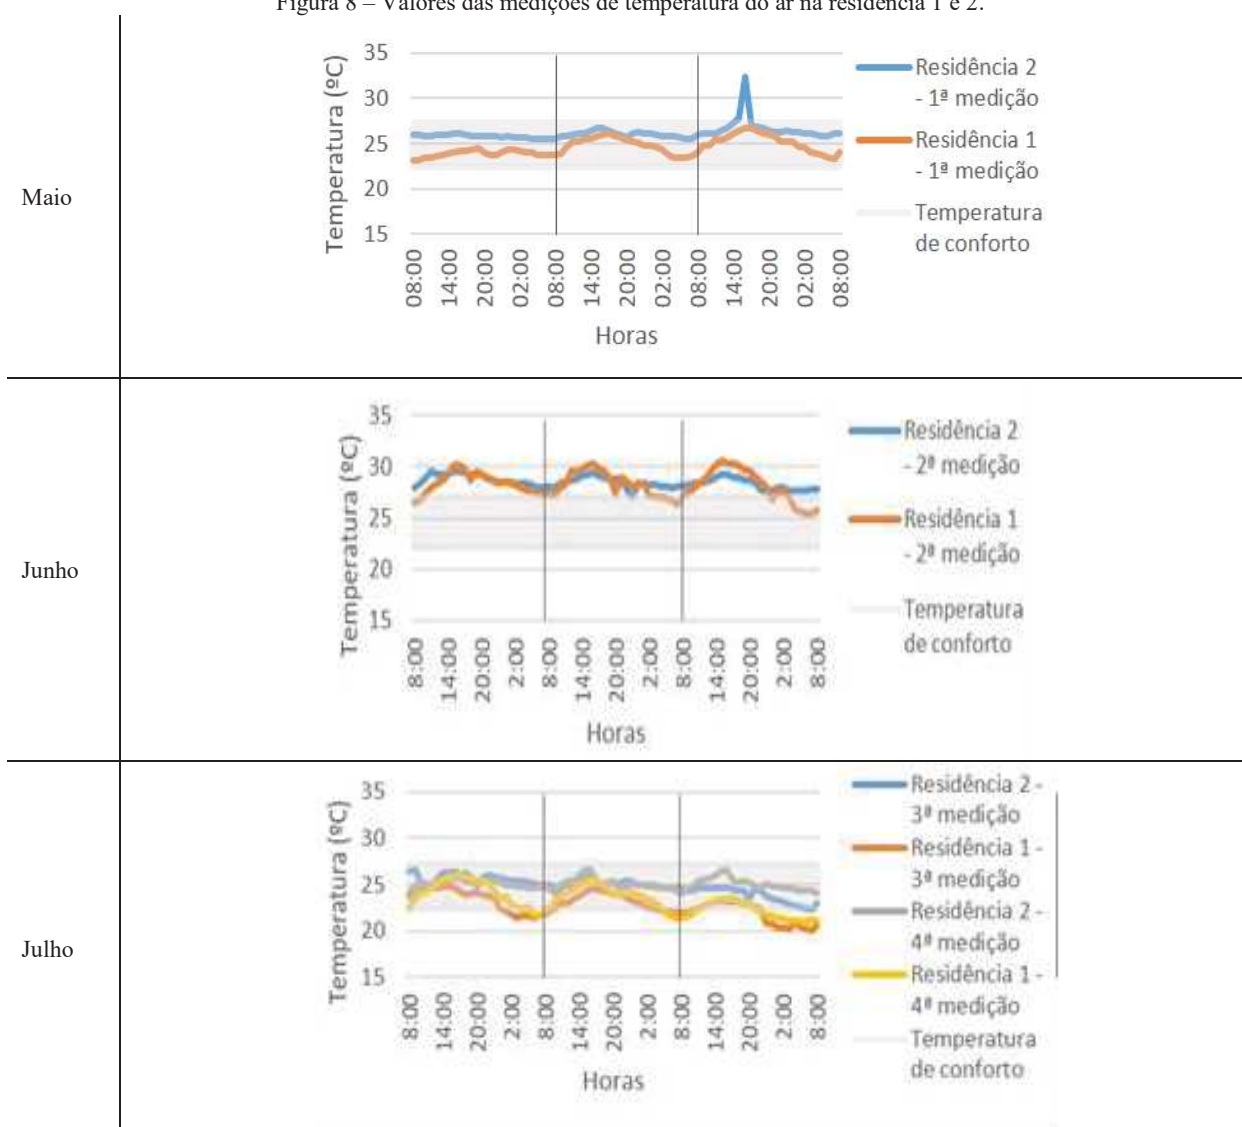 Figura 8 – Valores das medições de temperatura do ar na residência 1 e 2.
Maio
Temperatura (ºC)
35
30
25
20
15
08:00
14:00
20:00
02:00
08:00
14:00
20:00
02:00
08:00
14:00
20:00
02:00
08:00
Horas
Residência 2
- 1ª medição
Residência 1
- 1ª medição
Temperatura
de conforto
Junho
Temperatura (ºC)
35
30
25
20
15
8:00
14:00
20:00
2:00
8:00
14:00
20:00
2:00
8:00
14:00
20:00
2:00
8:00
Horas
Residência 2
- 2ª medição
Residência 1
- 2ª medição
Temperatura
de conforto
Julho
Temperatura (ºC)
35
30
25
20
15
8:00
14:00
20:00
2:00
8:00
14:00
20:00
2:00
8:00
14:00
20:00
2:00
8:00
Horas
Residência 2 -
3ª medição
Residência 1 -
3ª medição
Residência 2 -
4ª medição
Residência 1 -
4ª medição
Temperatura
de conforto